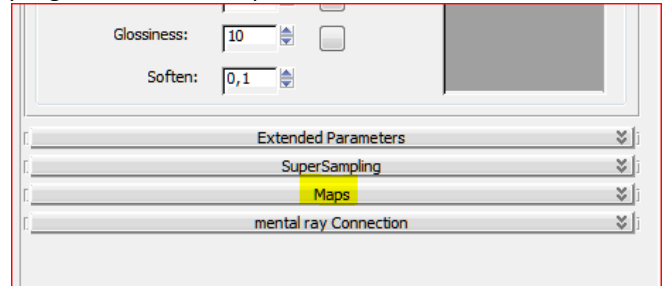 Glossiness: 10
Soften: 0,1
Extended Parameters
SuperSampling
Maps
mental ray Connection